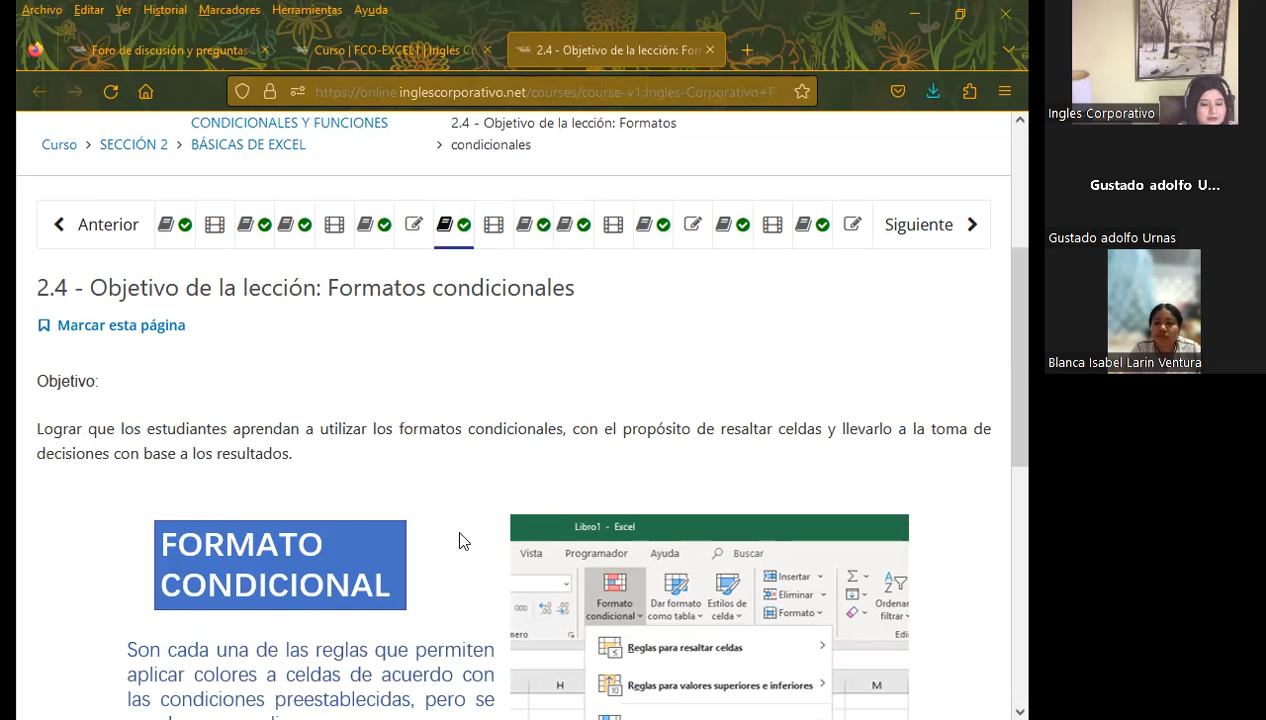 Archivo Editar Ver Historial Marcadores Herramientas Ayuda
Foro de discusión y preguntas
Curso | FCO-EXCEL1 | Inglés Co
2.4 - Objetivo de la lección: For
https://online.inglescorporativo.net/courses/course-v1:Ingles-Corporativo+F
Curso > SECCIÓN 2 > CONDICIONALES Y FUNCIONES
BÁSICAS DE EXCEL > 2.4 - Objetivo de la lección: Formatos
condicionales
Anterior
Siguiente
2.4 - Objetivo de la lección: Formatos condicionales
Marcar esta página
Objetivo:
Lograr que los estudiantes aprendan a utilizar los formatos condicionales, con el propósito de resaltar celdas y llevarlo a la toma de
decisiones con base a los resultados.
FORMATO
CONDICIONAL
Son cada una de las reglas que permiten
aplicar colores a celdas de acuerdo con
las condiciones preestablecidas, pero se
Libro1 - Excel
Vista Programador Ayuda Buscar
000
Formato
condicional
Dar formato
como tabla
Estilos de
celda
Insertar
Eliminar
Formato
Ordenar
filtrar
nero
Edi
Reglas para resaltar celdas
Reglas para valores superiores e inferiores
H
M
Ingles Corporativo
Gustado adolfo U...
Gustado adolfo Urnas
Blanca Isabel Larin Ventura